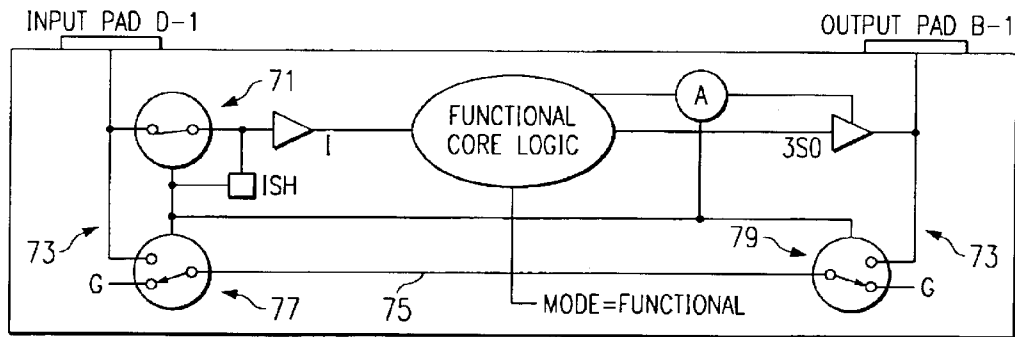 INPUT PAD D-1
OUTPUT PAD B-1
71
A
FUNCTIONAL
CORE LOGIC
I
3SO
ISH
73
79
73
G
G
77
75
MODE=FUNCTIONAL